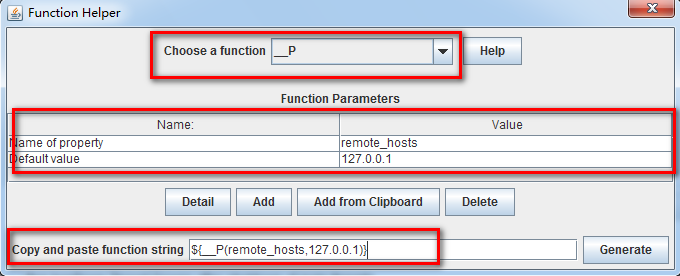 Function Helper
Choose a function __P Help
Function Parameters
Name: Value
Name of property remote_hosts
Default value 127.0.0.1
Detail Add Add from Clipboard Delete
Copy and paste function string ${__P(remote_hosts,127.0.0.1)} Generate